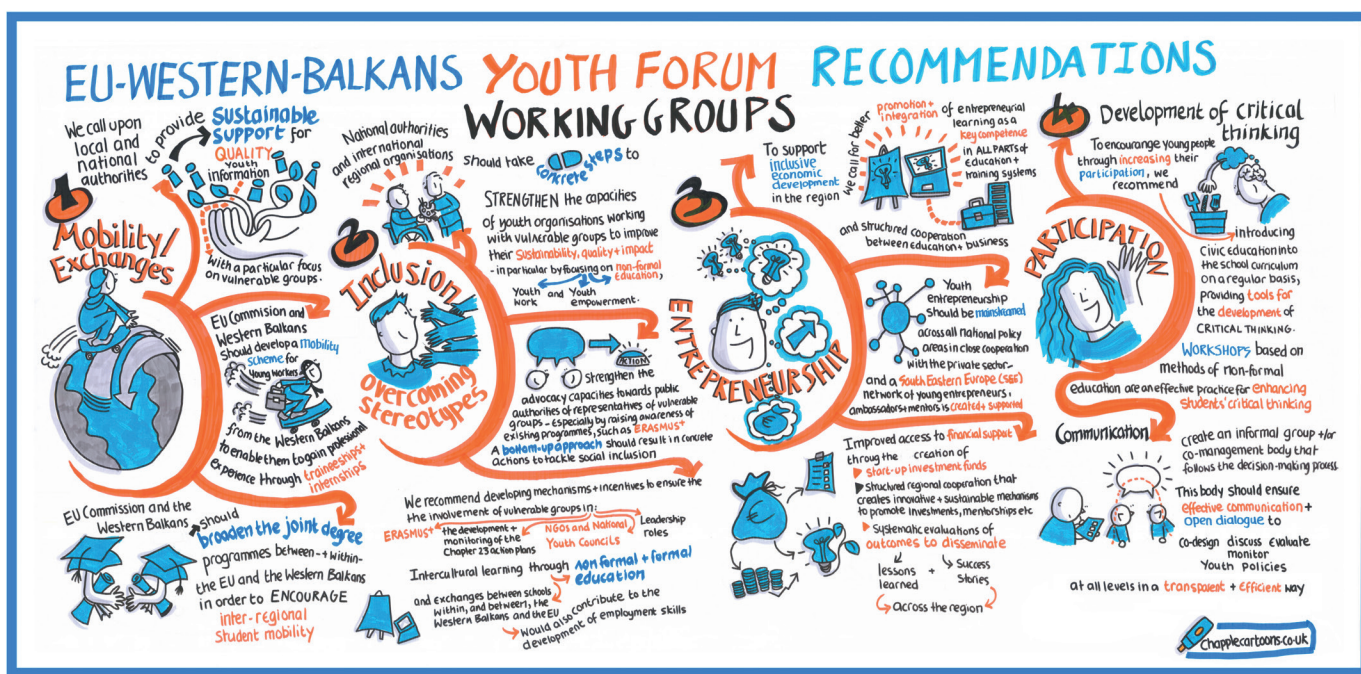 EU-WESTERN-BALKANS YOUTH FORUM RECOMMENDATIONS
WORKING GROUPS
1
Mobility/
Exchanges
We call upon
local and
national
authorities
to provide sustainable
support for
QUALITY
Youth
information
with a particular focus
on vulnerable groups.
EU Commission and
Western Balkans
should develop a mobility
scheme for
Young workers
from the Western Balkans
to enable them to gain professional
Experience through traineeships+
internships
EU Commission and the
Western Balkans
should
broaden the joint degree
programmes between-+within-
the EU and the Western Balkans
in order to ENCOURAGE
inter-regional
Student mobility
2
Inclusion
overcoming
stereotypes
National authorities
and international
regional organisations
should take concrete steps to
STRENGTHEN the capacities
of youth organisations working
with vulnerable groups to improve
their Sustainability, quality+impact
-in particular by focusing on non-formal
education,
Youth
work
and
Youth
empowerment.
ACTION
Strengthen the
advocacy capacities towards public
authorities of representatives of vulnerable
groups-especially by raising awareness of
existing programmes, such as ERASMUS+
A bottom-up approach should result in concrete
actions to tackle social inclusion
We recommend developing mechanisms+incentives to ensure the
the involvement of vulnerable groups in:
ERASMUS+
the development+
monitoring of the
Chapter 23 action plans
NGOs and National
Youth Councils
Leadership
roles
Intercultural learning through non formal + formal
education
and exchanges between schools
within, and between1, the
Western Balkans and the EU
would also contribute to the
development of employment skills
3
ENTREPRENEURSHIP
To support
inclusive
economic
development
in the region
we call for better
promotion+
integration
of entrepreneurial
learning as a
key competence
in ALL PARTS of
education+
training systems
and structured cooperation
between education+business
Youth
entrepreneurship
should be mainstreamed
across all national policy
areas in close cooperation
with the private sector-
and a South Eastern Europe (SEE)
network of young entrepreneurs,
ambassadors+mentors is created+supported
Improved access to financial support
throug the creation of
start-up investment funds
Structured regional cooperation that
creates innovative + sustainable mechanisms
to promote investments, mentorships etc
Systematic evaluations of
outcomes to disseminate
lessons
learned
+
Success
Stories
across the region
4
PARTICIPATION
Development of critical
thinking
To encourange young people
through increasing their
participation, we
recommend
introducing
Civic education into
the school curriculum
on a regular basis,
providing tools for
the development of
CRITICAL THINKING.
WORKSHOPS based on
methods of non-formal
education are an effective practice for enhancing
students' critical thinking
Communication
create an informal group +/or
co-management body that
follows the decision-making process
This body should ensure
effective communication +
open dialogue to
co-design discuss evaluate
monitor
Youth policies
at all levels in a transparent + efficient way
Chapplecartoons.co.uk